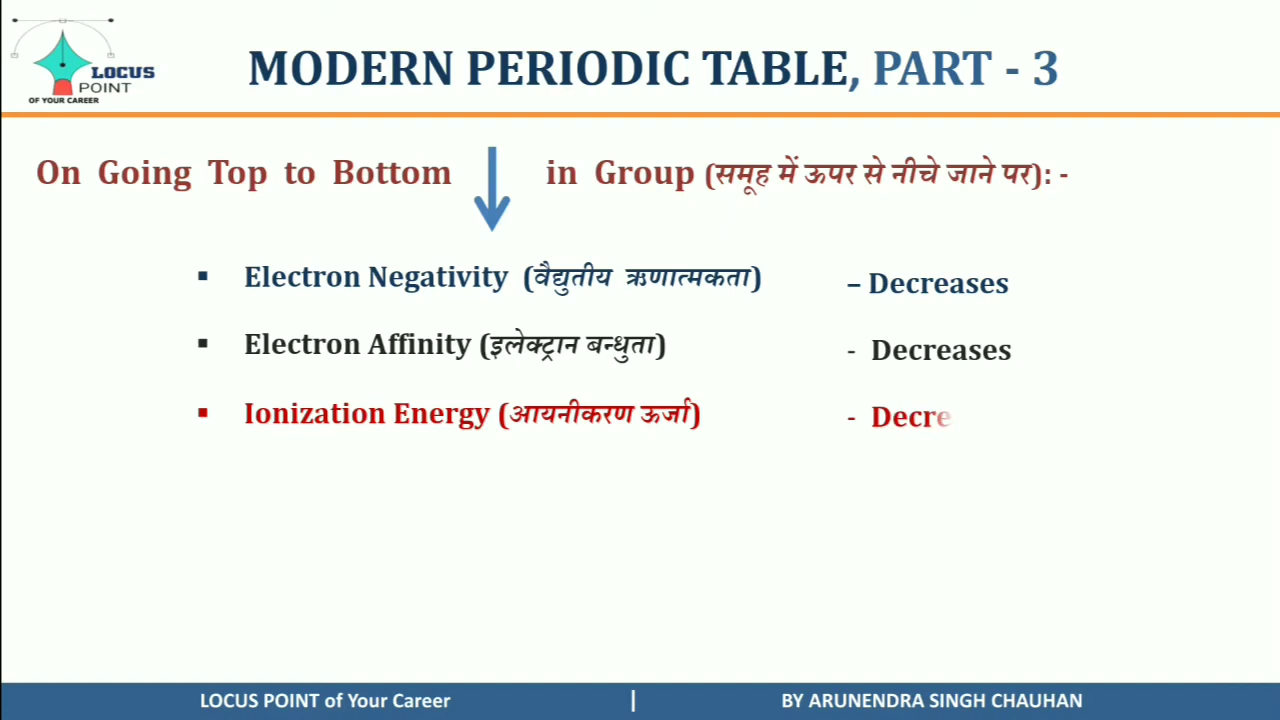 LOCUS
POINT
OF YOUR CAREER
MODERN PERIODIC TABLE, PART - 3
On Going Top to Bottom in Group (समूह में ऊपर से नीचे जाने पर): -
▪ Electron Negativity (वैद्युतीय ऋणात्मकता) – Decreases
▪ Electron Affinity (इलेक्ट्रान बन्धुता) - Decreases
▪ Ionization Energy (आयनीकरण ऊर्जा) - Decre
LOCUS POINT of Your Career | BY ARUNENDRA SINGH CHAUHAN